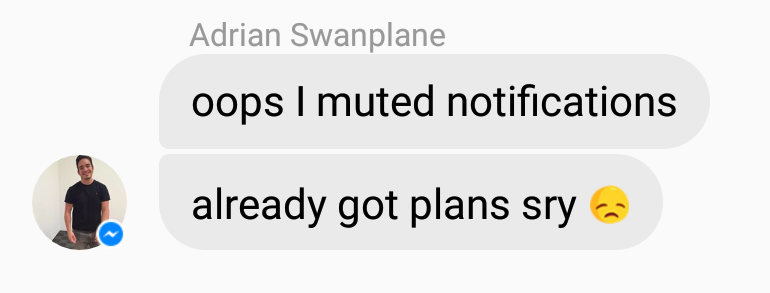 Adrian Swanplane
oops I muted notifications
already got plans sry 😞